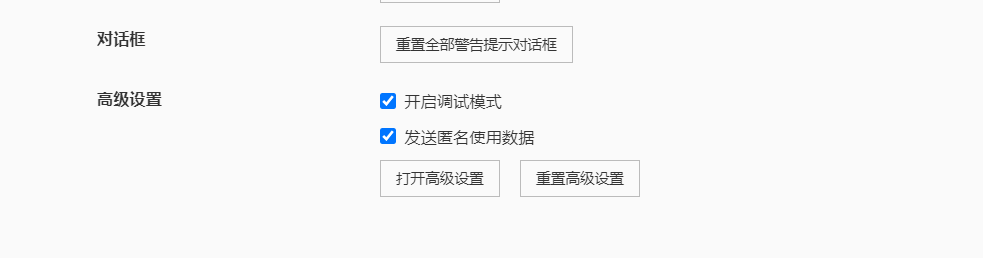 对话框
重置全部警告提示对话框
高级设置
开启调试模式
发送匿名使用数据
打开高级设置
重置高级设置